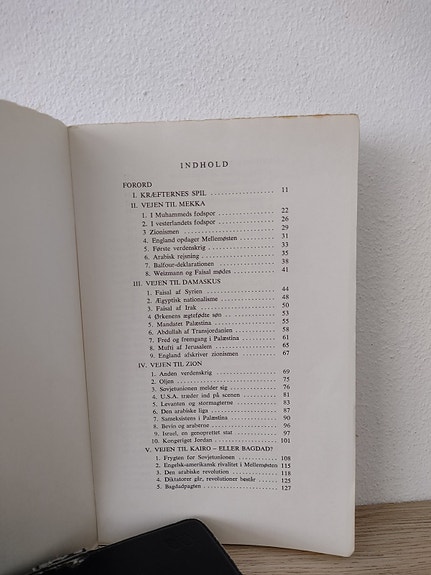 INDHOLD
FORORD
I. KRÆFTERNES SPIL 11
II. VEJEN TIL MEKKA
1. I Muhammeds fodspor 22
2. I vesterlandets fodspor 26
3 Zionismen 29
4. England opdager Mellemøsten 31
5. Første verdenskrig 33
6. Arabisk rejsning 35
7. Balfour-deklarationen 38
8. Weizmann og Faisal mødes 41
III. VEJEN TIL DAMASKUS
1. Faisal af Syrien 44
2. Ægyptisk nationalisme 48
3. Faisal af Irak 50
4 Ørkenens ægtefødte søn 53
5. Mandatet Palæstina 55
6. Abdullah af Transjordanien 58
7. Fred og fremgang i Palæstina 61
8. Mufti af Jerusalem 65
9. England afskriver zionismen 67
IV. VEJEN TIL ZION
1. Anden verdenskrig 69
2. Oljen 75
3. Sovjetunionen melder sig 76
4. U.S.A. træder ind på scenen 81
5. Levanten og stormagterne 83
6. Den arabiske liga 87
7. Sameksistens i Palæstina 90
8. Bevin og araberne 94
9. Israel, en genoprettet stat 97
10. Kongeriget Jordan 101
V. VEJEN TIL KAIRO – ELLER BAGDAD?
1. Frygten for Sovjetunionen 108
2. Engelsk-amerikansk rivalitet i Mellemøsten 115
3. Den arabiske revolution 118
4. Diktatorer går, revolutioner består 125
5. Bagdadpagten 127